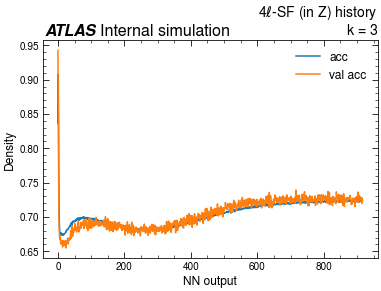 4ℓ-SF (in Z) history
ATLAS Internal simulation
k = 3
acc
val acc
0.95
0.90
0.85
0.80
0.75
0.70
0.65
Density
0
200
400
600
800
NN output